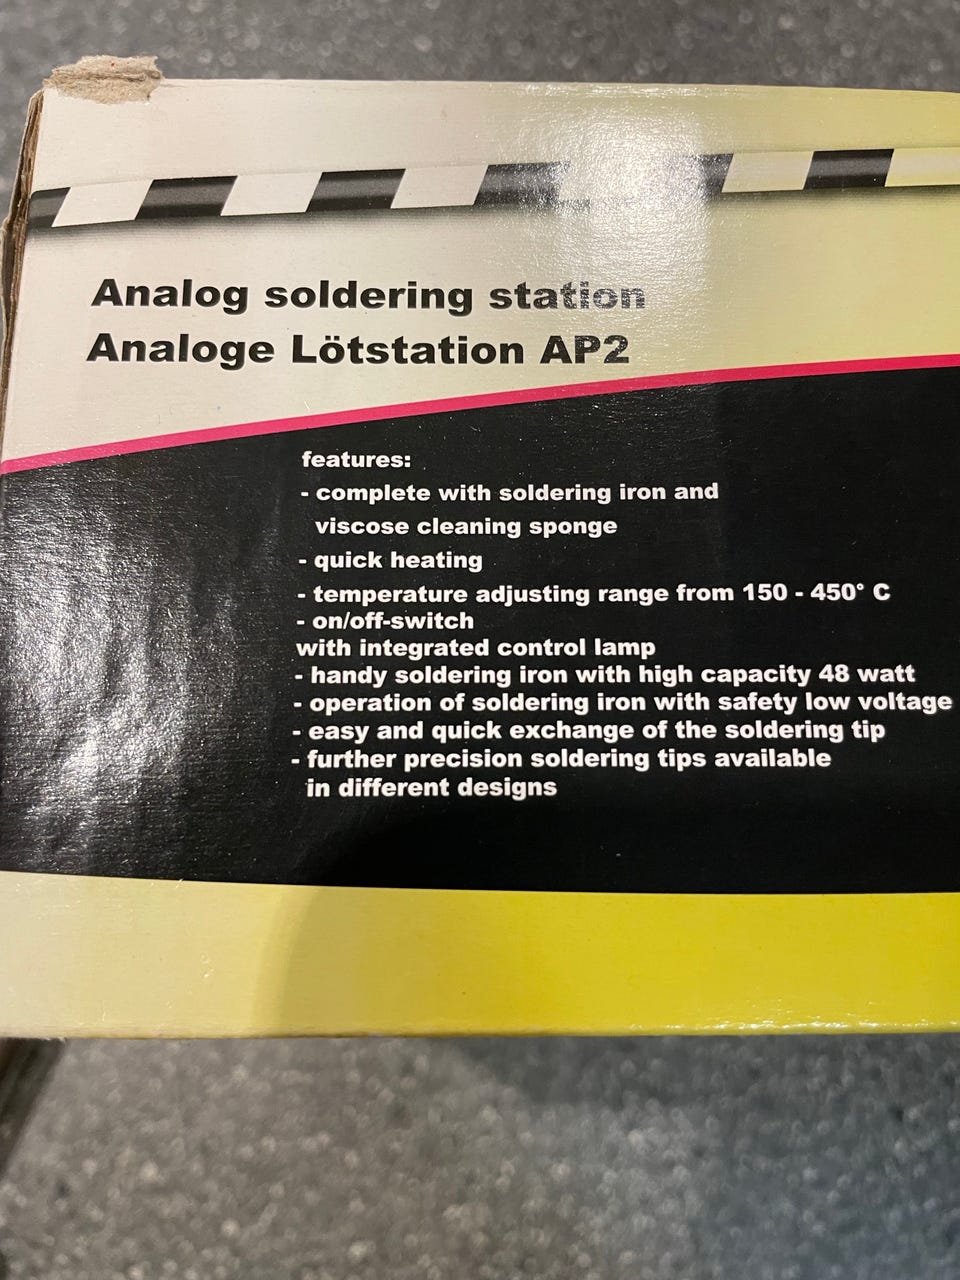 Analog soldering station
Analoge Lötstation AP2
features:
- complete with soldering iron and
viscose cleaning sponge
- quick heating
- temperature adjusting range from 150 - 450° C
- on/off-switch
with integrated control lamp
- handy soldering iron with high capacity 48 watt
- operation of soldering iron with safety low voltage
- easy and quick exchange of the soldering tip
- further precision soldering tips available
in different designs